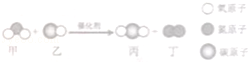 催化剂
甲 + 乙 丙 + 丁
氧原子
氮原子
碳原子